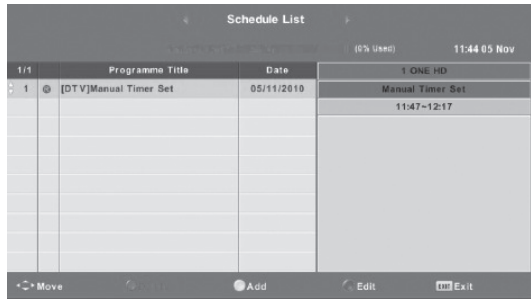 Schedule List
(0% Used)
11:44 05 Nov
1/1 Programme Title Date 1 ONE HD
1 [DTV]Manual Timer Set 05/11/2010 Manual Timer Set
11:47~12:17
Move Add Edit EXIT Exit